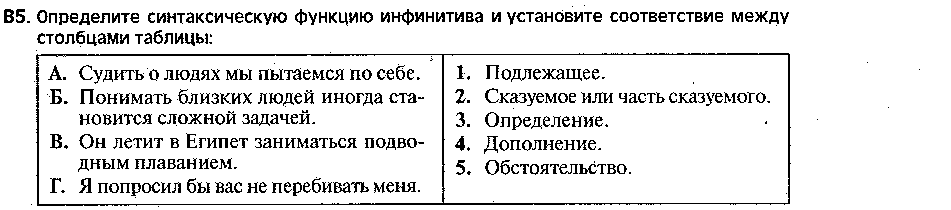 В5. Определите синтаксическую функцию инфинитива и установите соответствие между
столбцами таблицы:
А. Судить о людях мы пытаемся по себе.
Б. Понимать близких людей иногда ста-
новится сложной задачей.
В. Он летит в Египет заниматься подво-
дным плаванием.
Г. Я попросил бы вас не перебивать меня.
1. Подлежащее.
2. Сказуемое или часть сказуемого.
3. Определение.
4. Дополнение.
5. Обстоятельство.